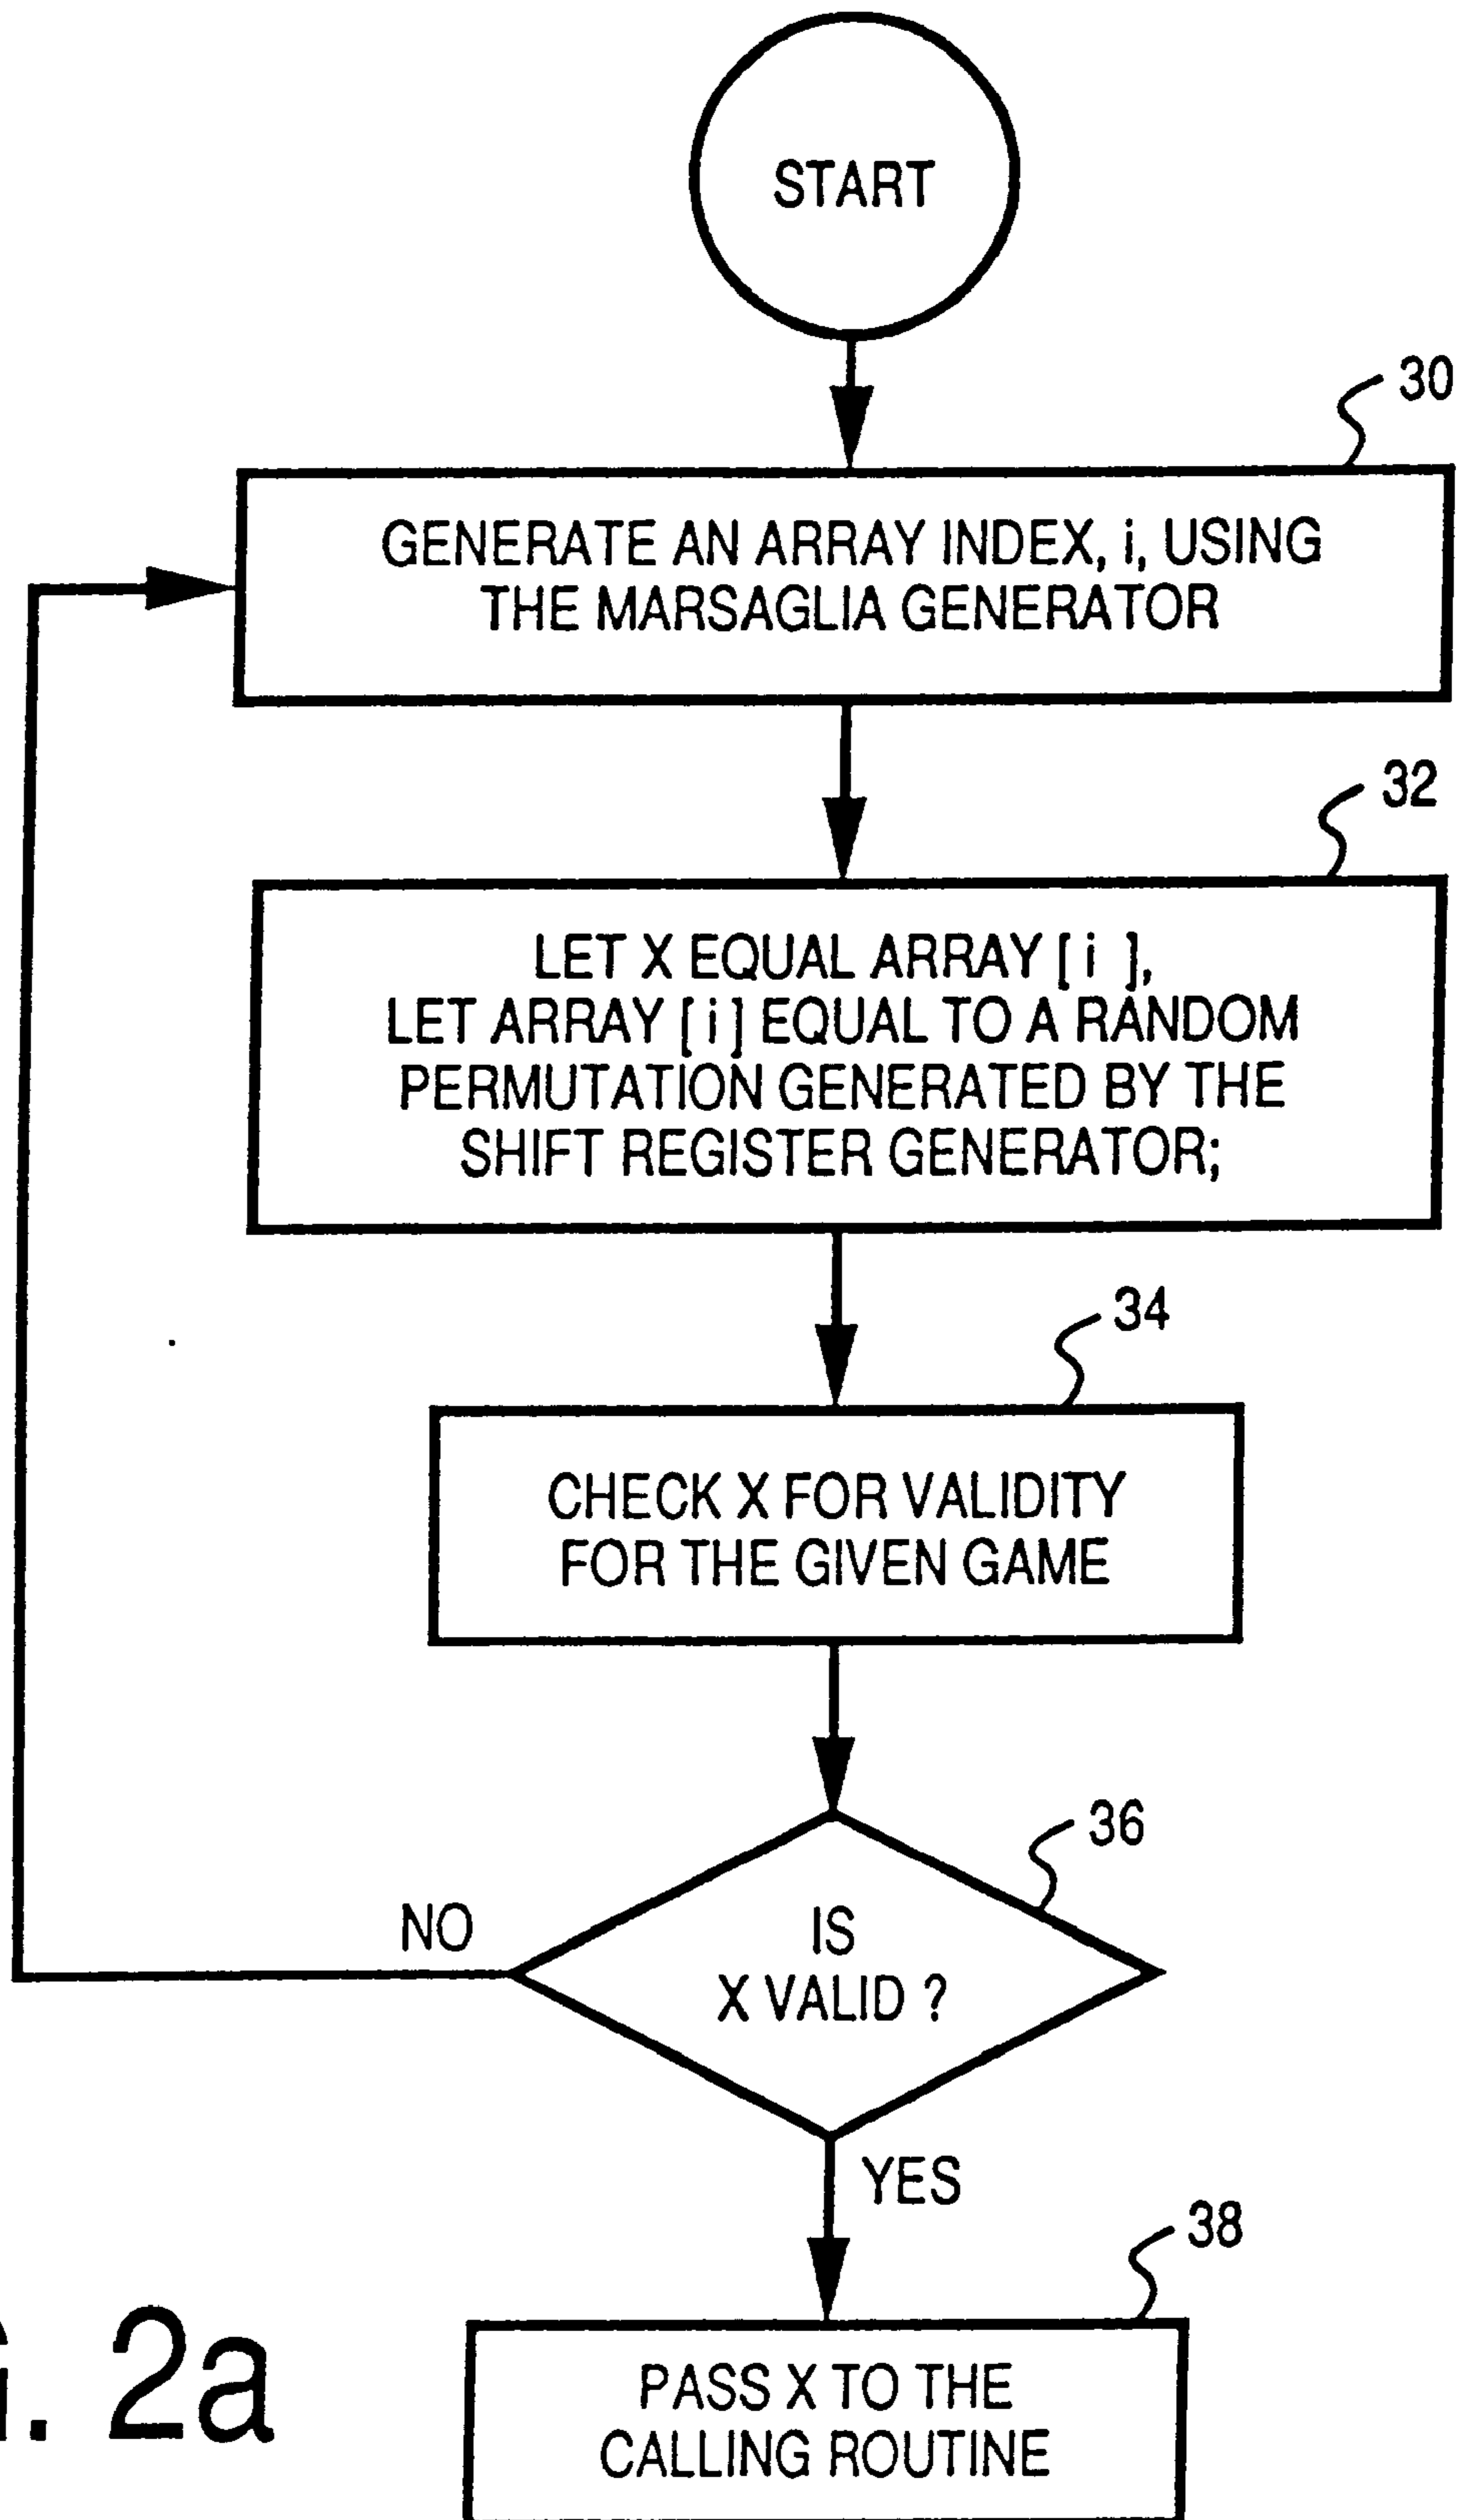 START
30
GENERATE AN ARRAY INDEX, i, USING
THE MARSAGLIA GENERATOR
32
LET X EQUAL ARRAY [ i ],
LET ARRAY [ i ] EQUAL TO A RANDOM
PERMUTATION GENERATED BY THE
SHIFT REGISTER GENERATOR;
34
CHECK X FOR VALIDITY
FOR THE GIVEN GAME
36
NO
IS
X VALID ?
YES
38
PASS X TO THE
CALLING ROUTINE
2a